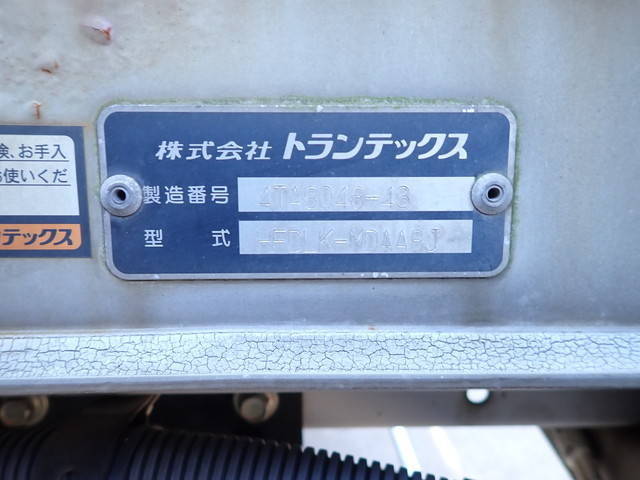 検、お手入
お使いくだ
ンテックス
株式会社 トランテックス
製造番号
型 式